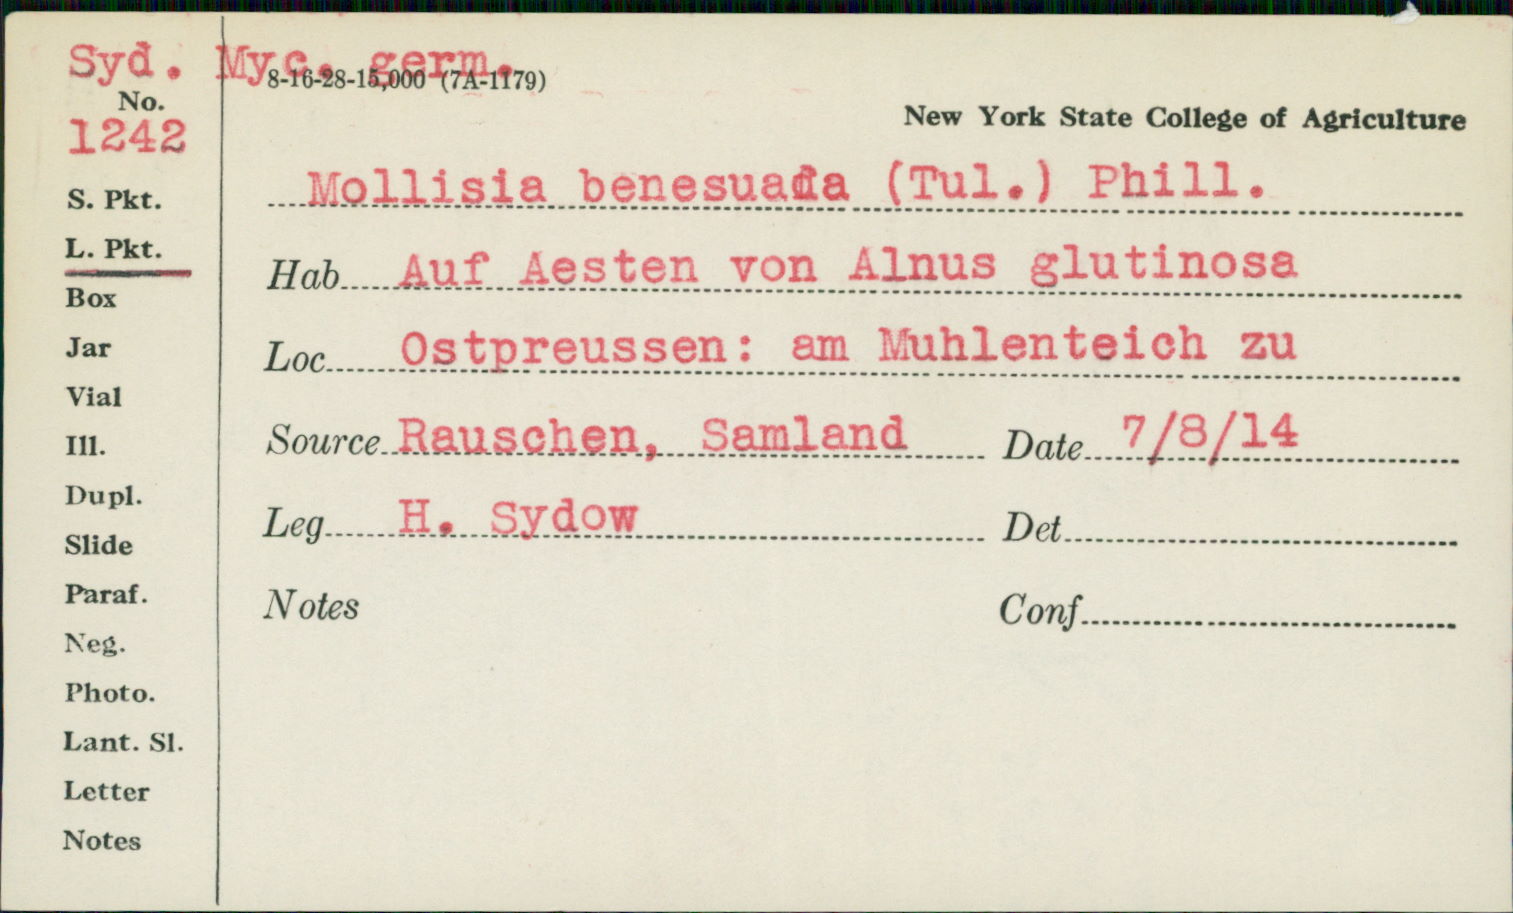 Syd. Myc. germ.
8-16-28-15,000 (7A-1179)
No.
1242
New York State College of Agriculture
Mollisia benesuada (Tul.) Phill.
S. Pkt.
L. Pkt.
Hab Auf Aesten von Alnus glutinosa
Box
Jar
Loc Ostpreussen: am Muhlenteich zu
Vial
Ill.
Source Rauschen, Samland Date 7/8/14
Dupl.
Slide
Leg H. Sydow Det
Paraf.
Notes Conf
Neg.
Photo.
Lant. Sl.
Letter
Notes